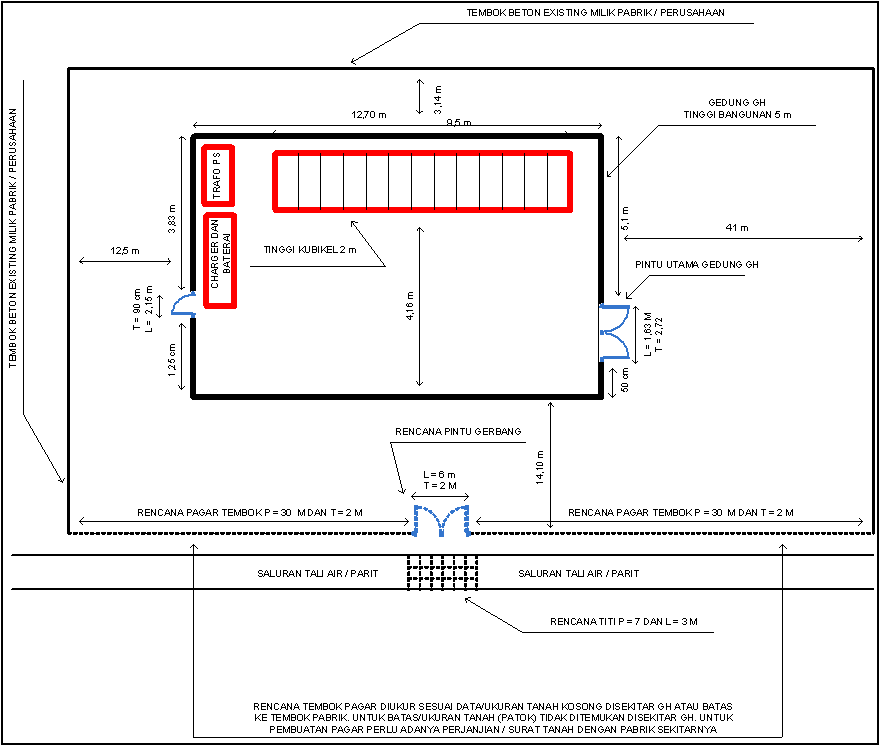 TEMBOK BETON EXISTING MILIK PABRIK / PERUSAHAAN
TEMBOK BETON EXISTING MILIK PABRIK / PERUSAHAAN
3,14 m
12,70 m
9,5 m
GEDUNG GH
TINGGI BANGUNAN 5 m
TRAFO PS
3,83 m
5,1 m
41 m
12,5 m
CHARGER DAN
BATERAI
TINGGI KUBIKEL 2 m
PINTU UTAMA GEDUNG GH
T = 90 cm
L = 2,15 m
4,16 m
L = 1,63 M
T = 2,72
1,25 cm
50 cm
RENCANA PINTU GERBANG
14,10 m
L = 6 m
T = 2 M
RENCANA PAGAR TEMBOK P = 30 M DAN T = 2 M
RENCANA PAGAR TEMBOK P = 30 M DAN T = 2 M
SALURAN TALI AIR / PARIT
SALURAN TALI AIR / PARIT
RENCANA TITI P = 7 DAN L = 3 M
RENCANA TEMBOK PAGAR DIUKUR SESUAI DATA/UKURAN TANAH KOSONG DISEKITAR GH ATAU BATAS
KE TEMBOK PABRIK. UNTUK BATAS/UKURAN TANAH (PATOK) TIDAK DITEMUKAN DISEKITAR GH. UNTUK
PEMBUATAN PAGAR PERLU ADANYA PERJANJIAN / SURAT TANAH DENGAN PABRIK SEKITARNYA